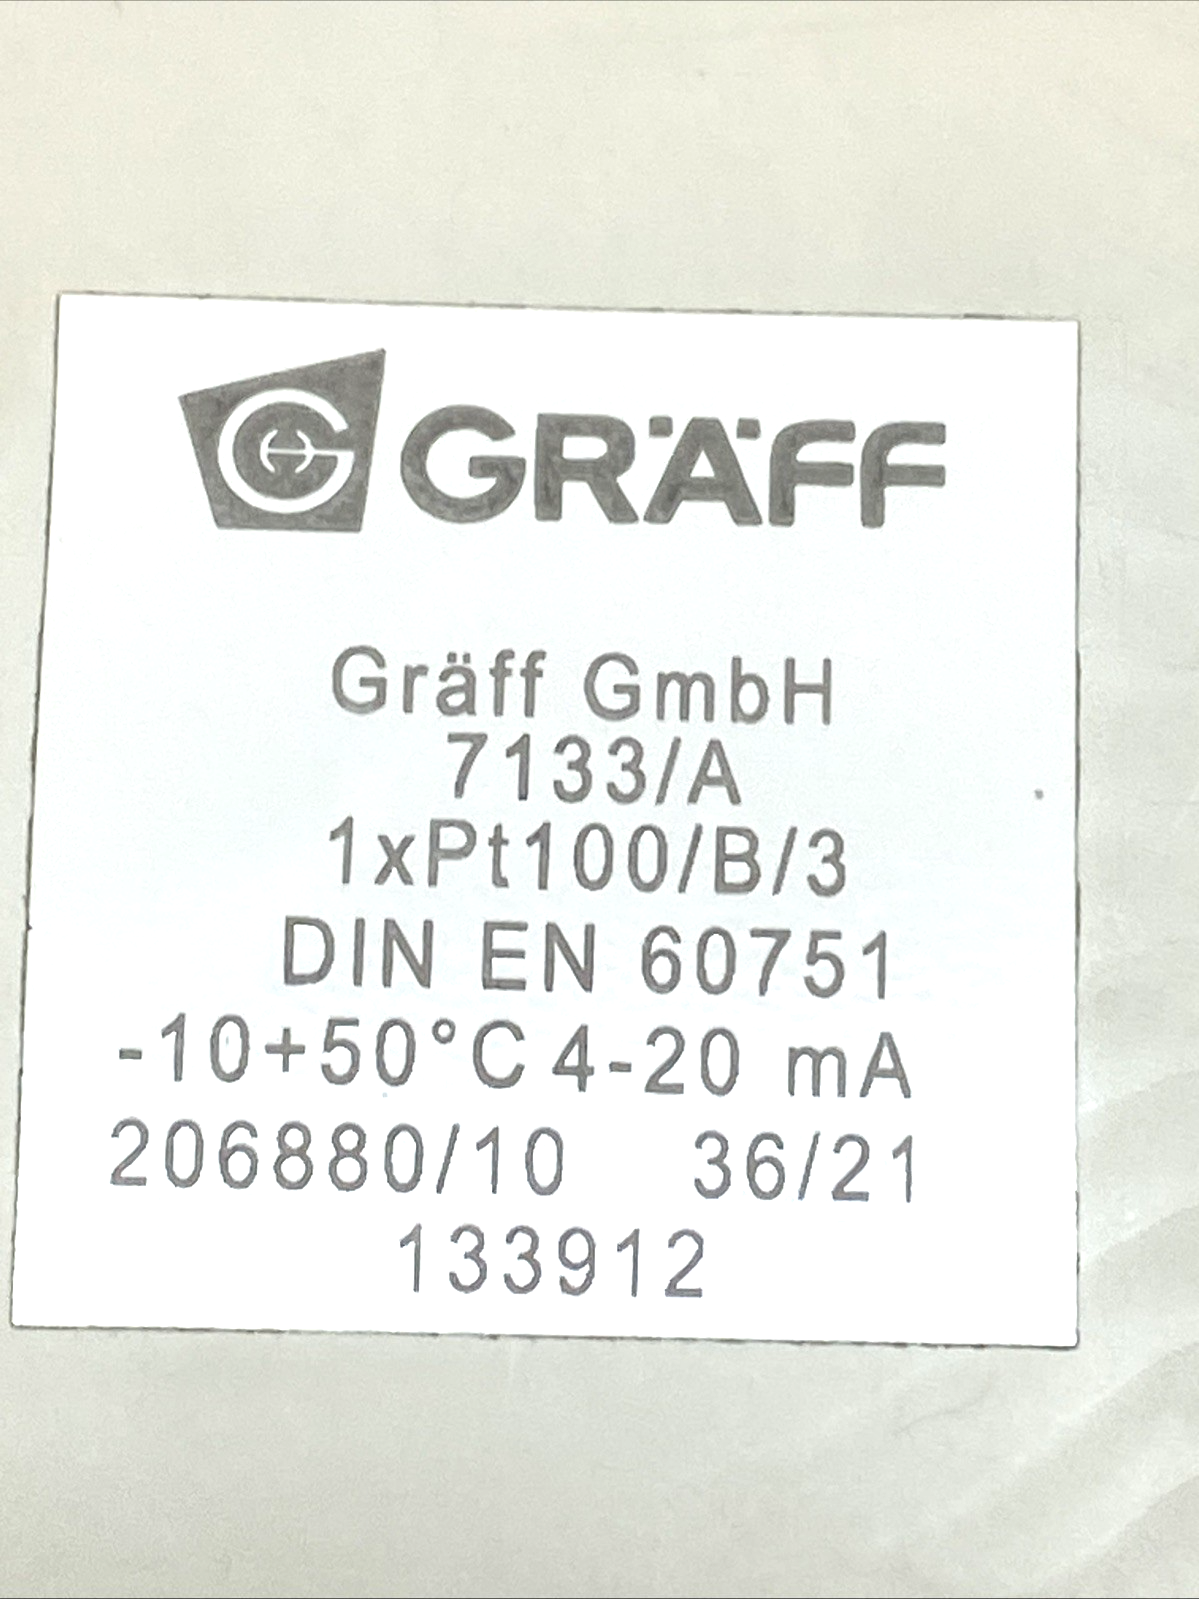 GRÄFF
Gräff GmbH
7133/A
1xPt100/B/3
DIN EN 60751
-10+50°C 4-20 mA
206880/10 36/21
133912